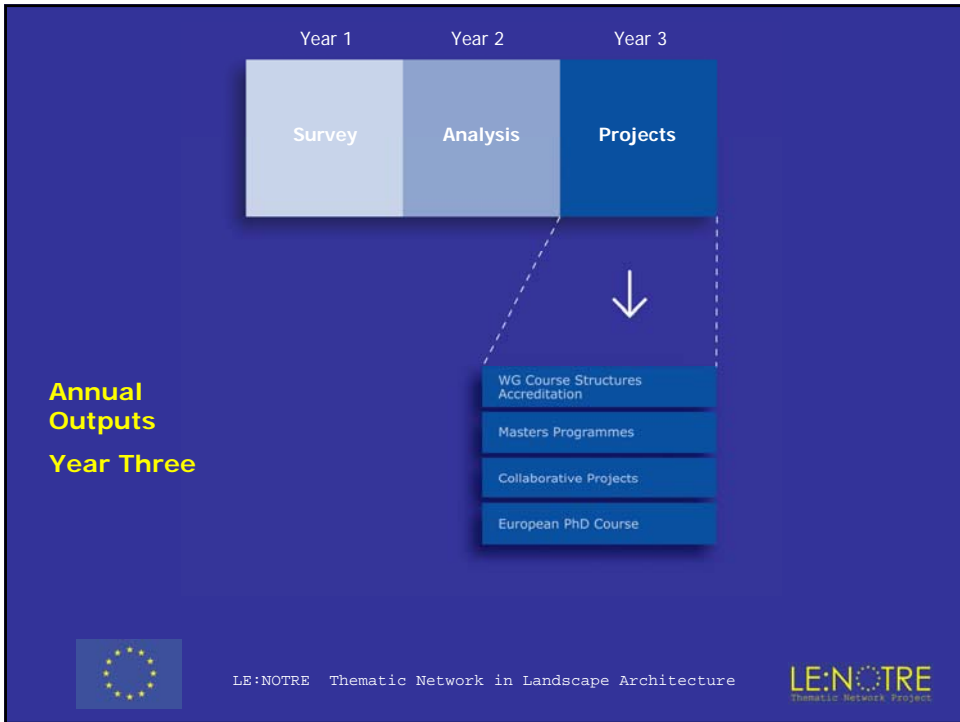 Year 1 Year 2 Year 3
Survey Analysis Projects
WG Course Structures
Accreditation
Masters Programmes
Collaborative Projects
European PhD Course
Annual
Outputs
Year Three
LE:NOTRE Thematic Network in Landscape Architecture
LE:NOTRE
Thematic Network Project